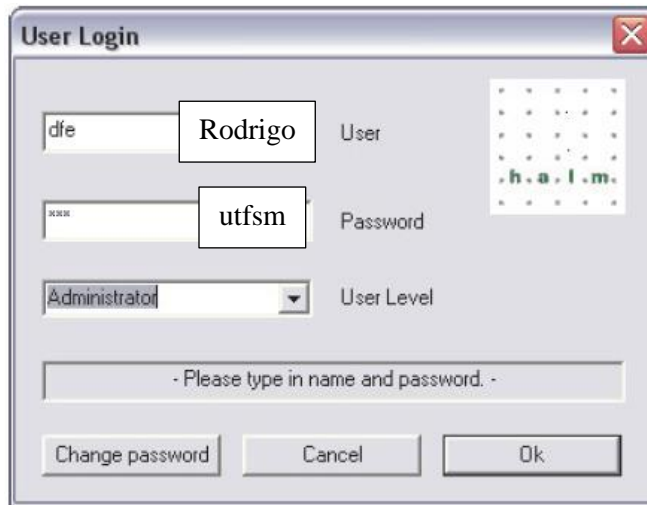 User Login
dfe Rodrigo User
.h.a.l.m.
*** utfsm Password
Administrator User Level
- Please type in name and password. -
Change password Cancel Ok